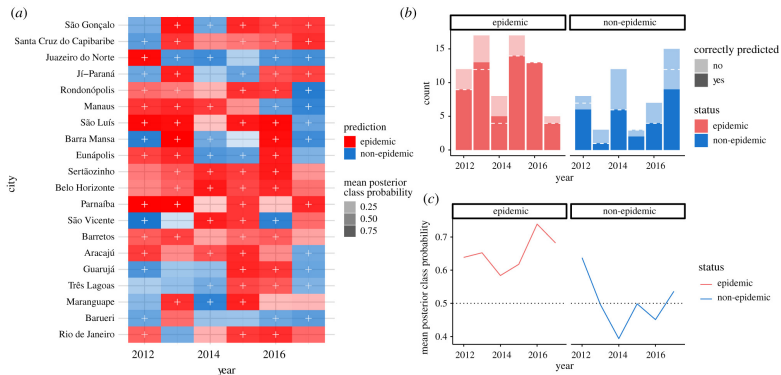 (a)
São Gonçalo
Santa Cruz do Capibaribe
Juazeiro do Norte
Jí−Paraná
Rondonópolis
Manaus
São Luís
Barra Mansa
Eunápolis
Sertãozinho
Belo Horizonte
Parnaíba
São Vicente
Barretos
Aracajú
Guarujá
Três Lagoas
Maranguape
Barueri
Rio de Janeiro
city
2012
2014
2016
year
prediction
epidemic
non-epidemic
mean posterior
class probability
0.25
0.50
0.75
(b)
epidemic
non-epidemic
15
10
5
0
count
2012
2014
2016
2012
2014
2016
year
correctly predicted
no
yes
status
epidemic
non-epidemic
(c)
epidemic
non-epidemic
0.7
0.6
0.5
0.4
mean posterior class probability
2012
2014
2016
2012
2014
2016
year
status
epidemic
non-epidemic